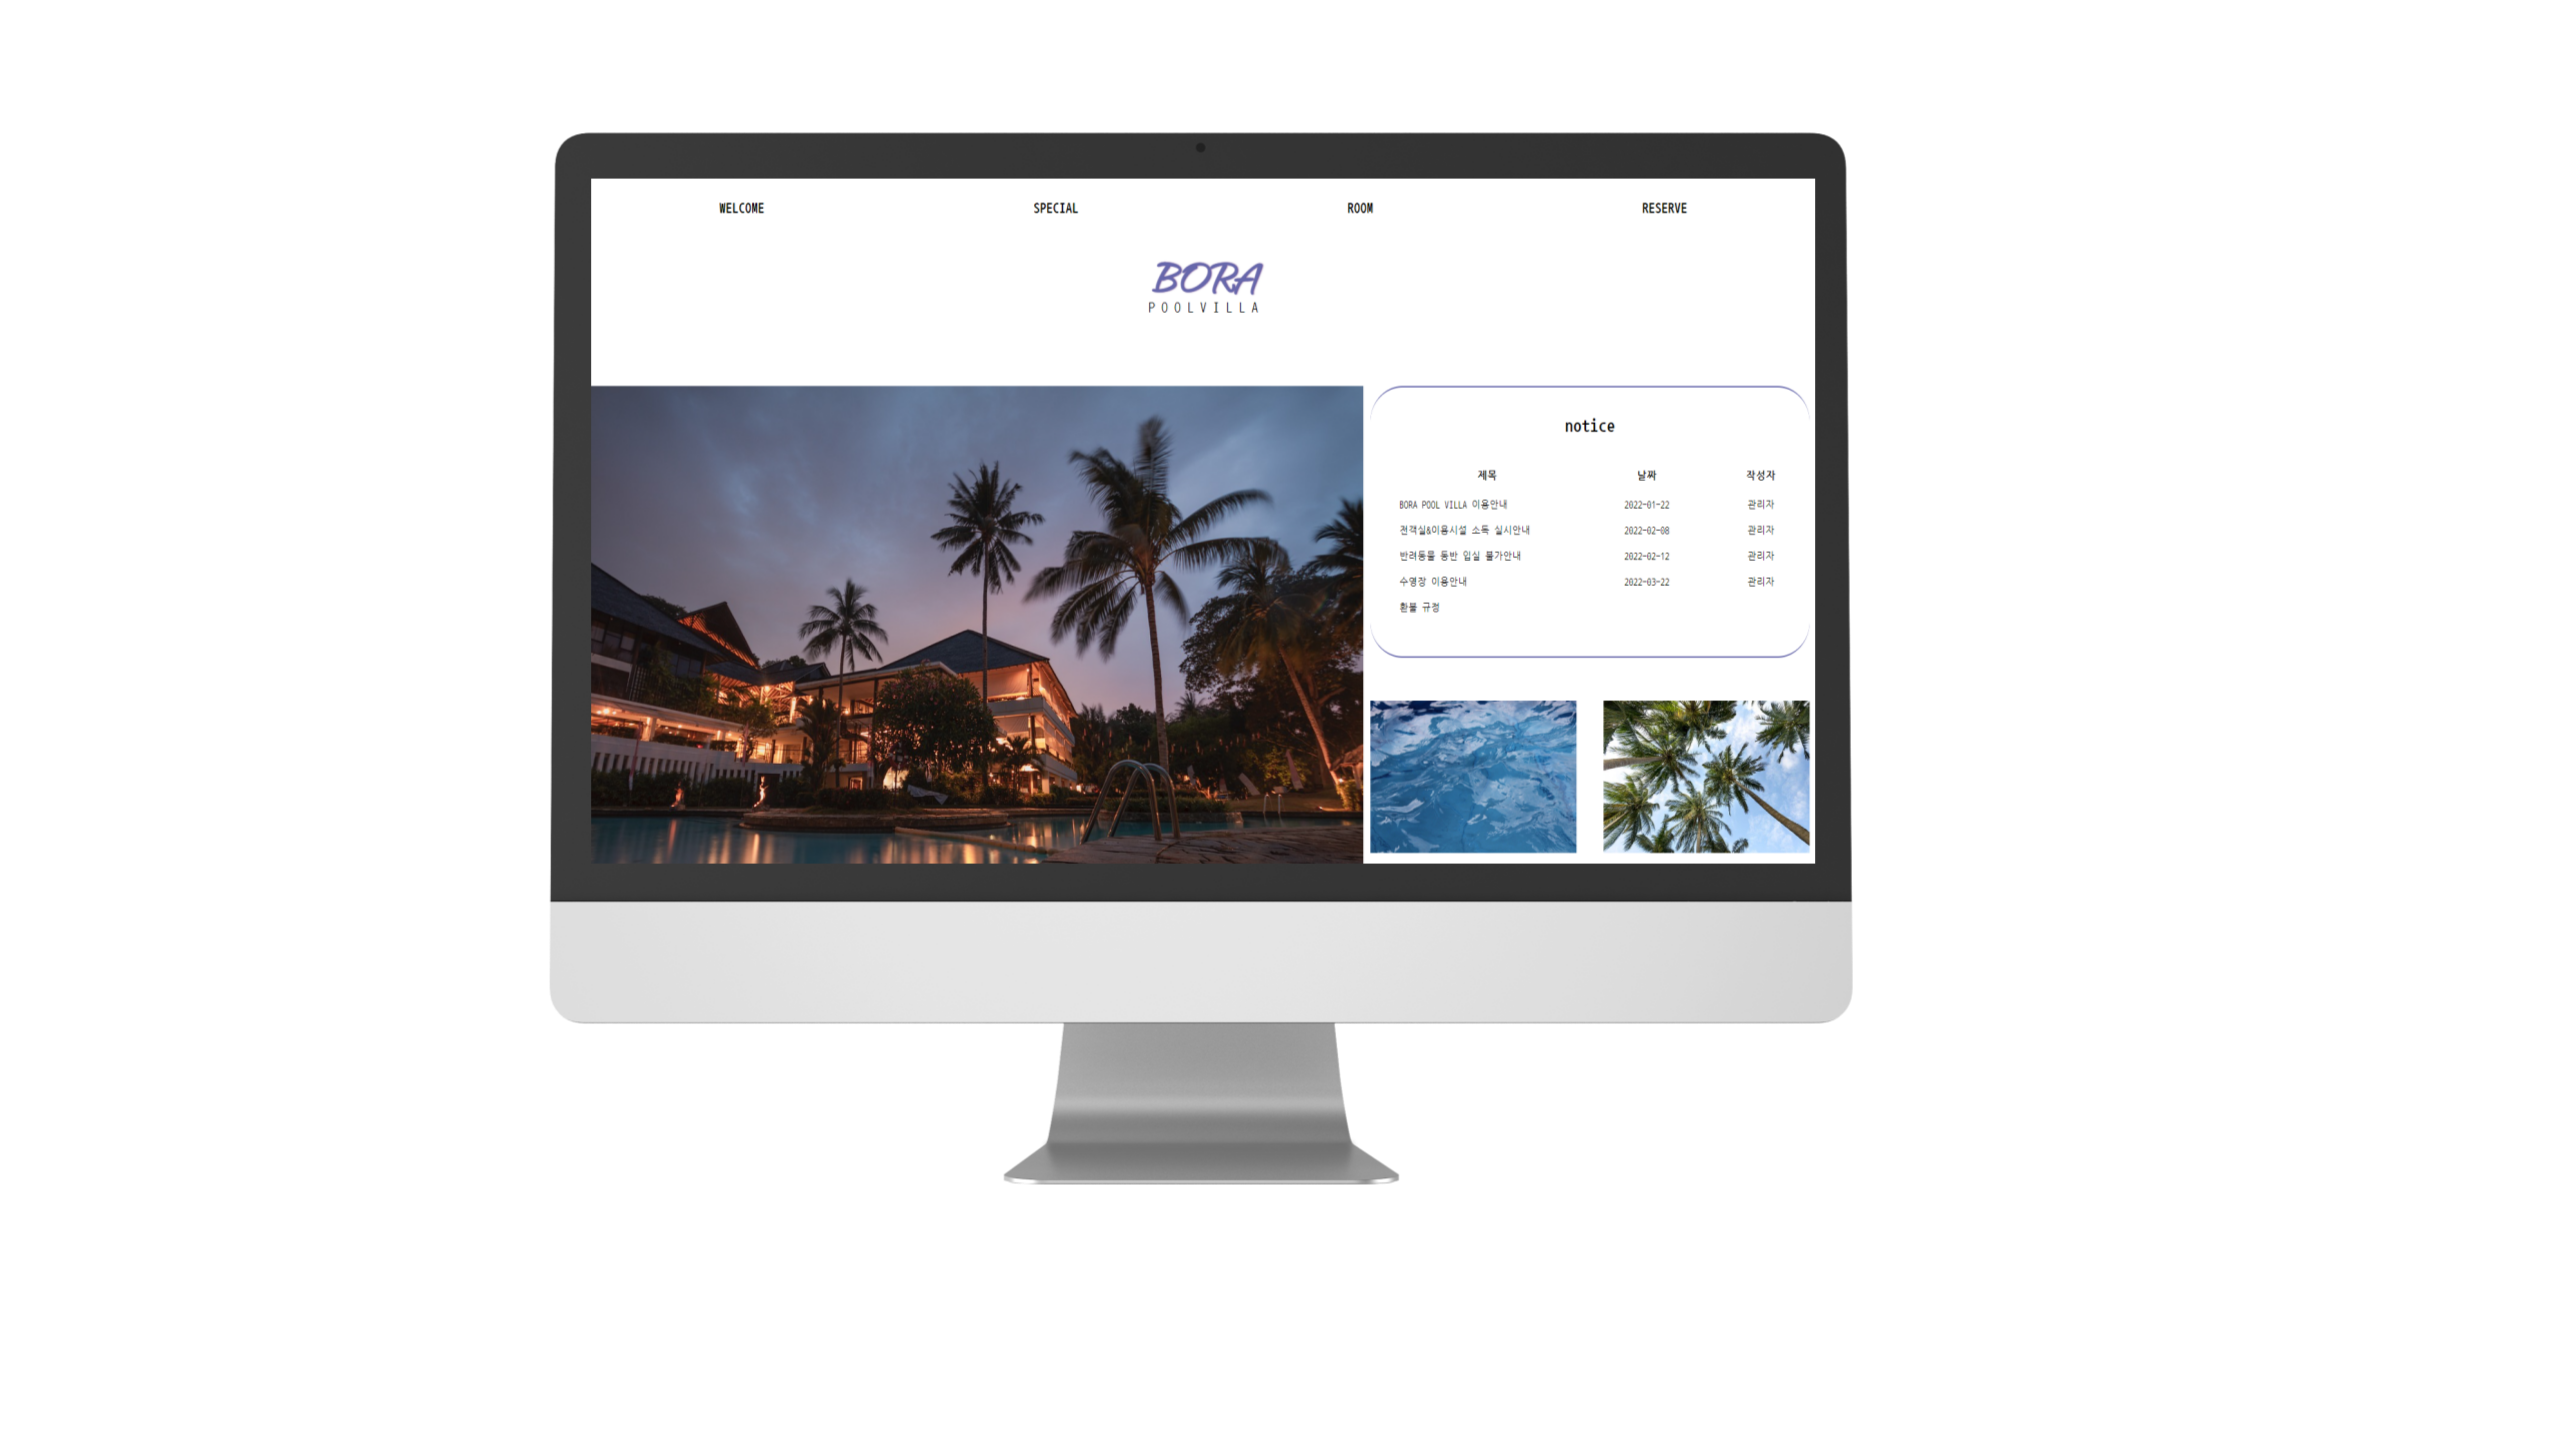 WELCOME SPECIAL ROOM RESERVE
BORA
POOLVILLA
notice
제목 날짜 작성자
BORA POOL VILLA 이용안내 2022-01-22 관리자
전객실&이용시설 소독 실시안내 2022-02-08 관리자
반려동물 동반 입실 불가안내 2022-02-12 관리자
수영장 이용안내 2022-03-22 관리자
환불 규정